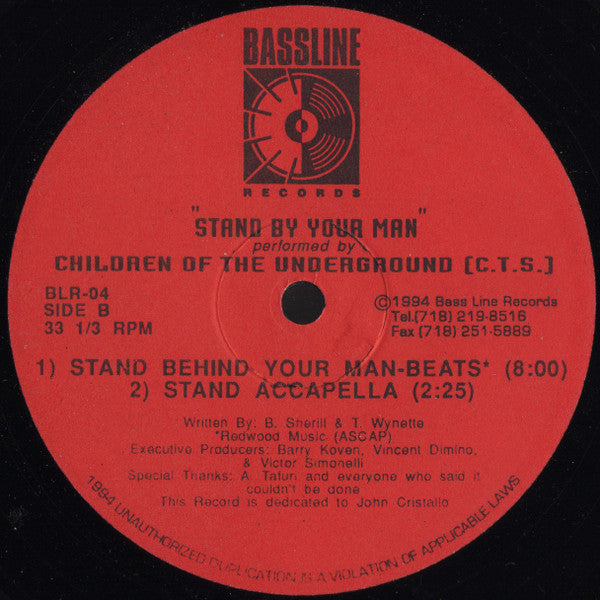 BASSLINE
RECORDS
"STAND BY YOUR MAN"
performed by
CHILDREN OF THE UNDERGROUND [C.T.S.]
BLR-04
SIDE B
33 1/3 RPM
©1994 Bass Line Records
Tel.(718) 219-8516
Fax (718) 251-5889
1) STAND BEHIND YOUR MAN-BEATS* (8:00)
2) STAND ACCAPELLA (2:25)
Written By: B. Sherill & T. Wynette
*Redwood Music (ASCAP)
Executive Producers: Barry Koven, Vincent Dimino,
& Victor Simonelli
Special Thanks: A. Tafuri and everyone who said it
couldn't be done
This Record is dedicated to John Cristallo
1994 UNAUTHORIZED DUPLICATION IS A VIOLATION OF APPLICABLE LAWS